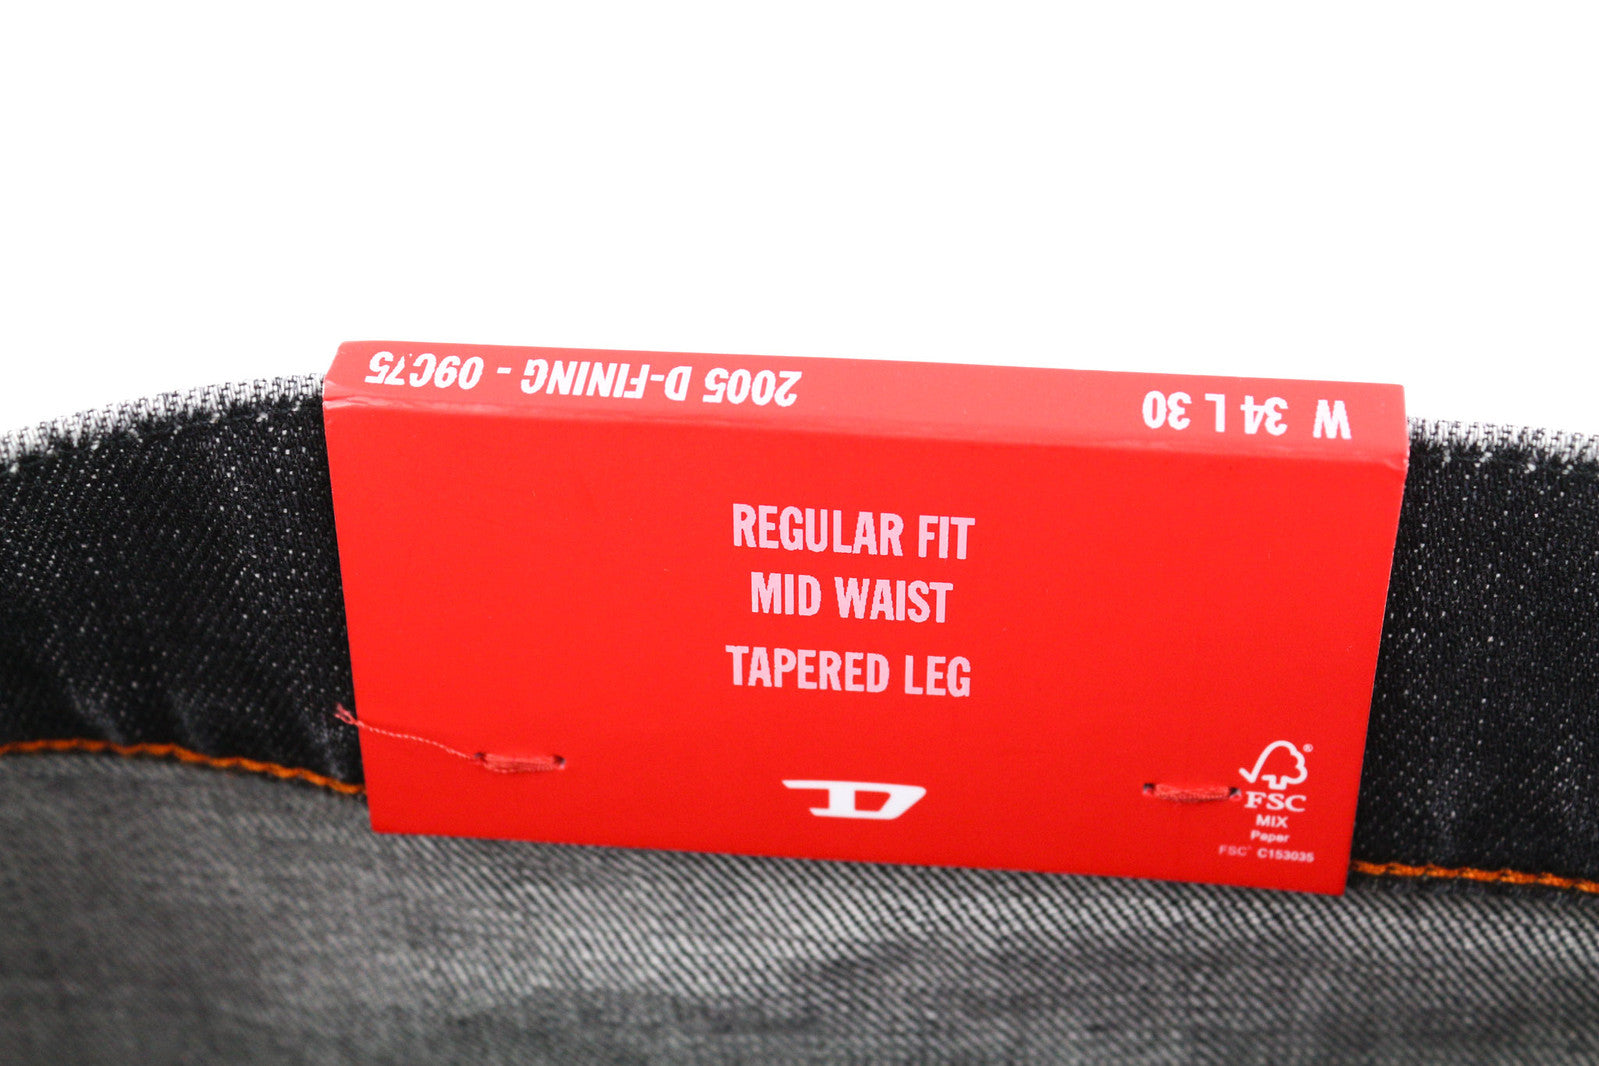 2005 D-FINING - 09C75
W 34 L 30
REGULAR FIT
MID WAIST
TAPERED LEG
D
FSC®
MIX
Paper
FSC® C153035